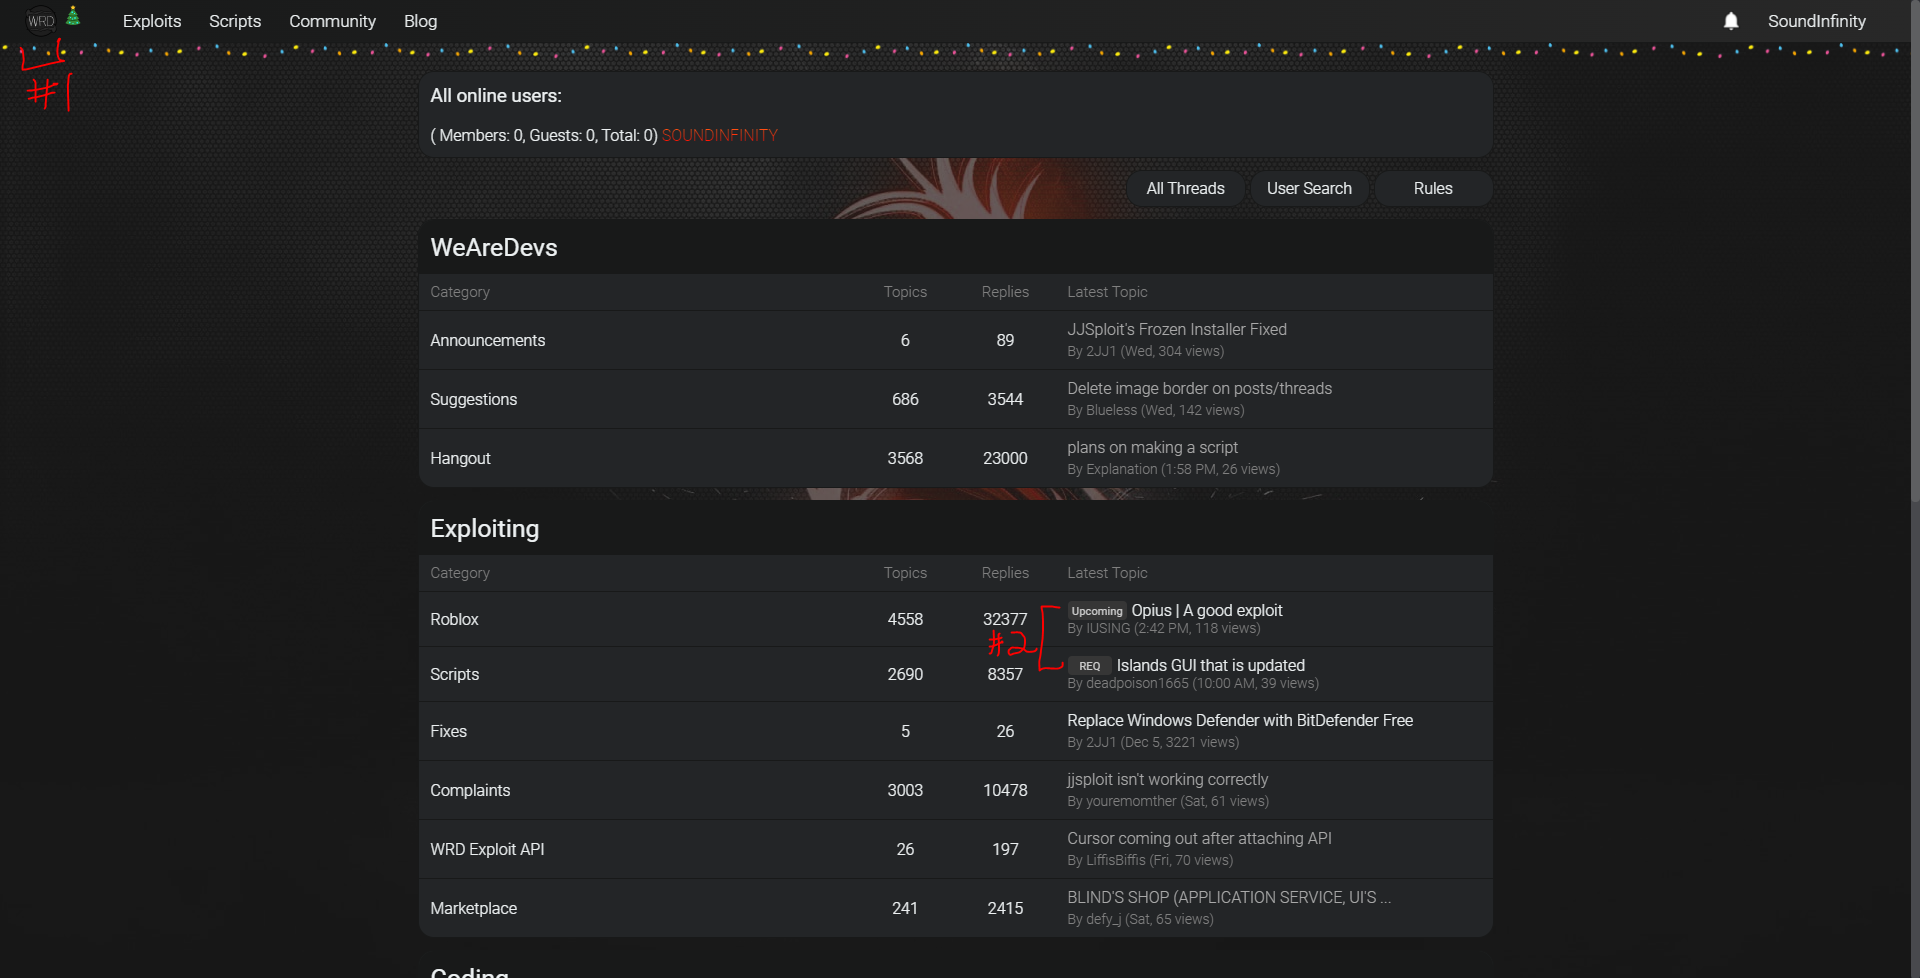 WRD Exploits Scripts Community Blog SoundInfinity
#1
All online users:
( Members: 0, Guests: 0, Total: 0) SOUNDINFINITY
All Threads User Search Rules
WeAreDevs
Category Topics Replies Latest Topic
Announcements 6 89 JJSploit's Frozen Installer Fixed
By 2JJ1 (Wed, 304 views)
Suggestions 686 3544 Delete image border on posts/threads
By Blueless (Wed, 142 views)
Hangout 3568 23000 plans on making a script
By Explanation (1:58 PM, 26 views)
Exploiting
Category Topics Replies Latest Topic
Roblox 4558 32377 Upcoming Opius | A good exploit
By IUSING (2:42 PM, 118 views)
#2
Scripts 2690 8357 REQ Islands GUI that is updated
By deadpoison1665 (10:00 AM, 39 views)
Fixes 5 26 Replace Windows Defender with BitDefender Free
By 2JJ1 (Dec 5, 3221 views)
Complaints 3003 10478 jjsploit isn't working correctly
By youremomther (Sat, 61 views)
WRD Exploit API 26 197 Cursor coming out after attaching API
By LiffisBiffis (Fri, 70 views)
Marketplace 241 2415 BLIND'S SHOP (APPLICATION SERVICE, UI'S ...
By defy_j (Sat, 65 views)
Coding